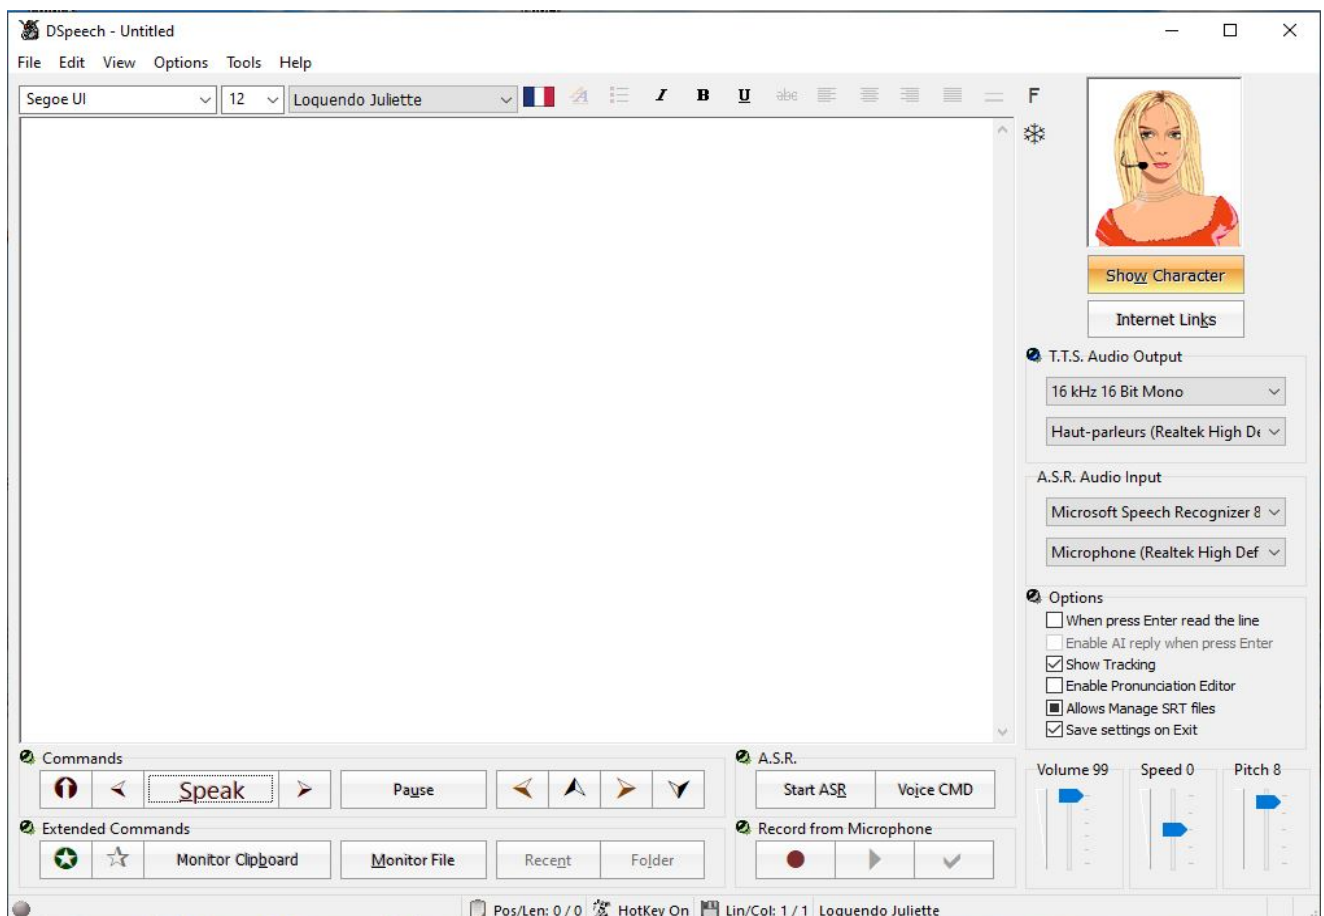 DSpeech - Untitled
File Edit View Options Tools Help
Segoe UI 12 Loquendo Juliette I B U abc F
Show Character
Internet Links
T.T.S. Audio Output
16 kHz 16 Bit Mono
Haut-parleurs (Realtek High De
A.S.R. Audio Input
Microsoft Speech Recognizer 8
Microphone (Realtek High Def
Options
When press Enter read the line
Enable AI reply when press Enter
Show Tracking
Enable Pronunciation Editor
Allows Manage SRT files
Save settings on Exit
Commands
Speak Pause
A.S.R.
Start ASR Voice CMD
Volume 99 Speed 0 Pitch 8
Extended Commands
Monitor Clipboard Monitor File Recent Folder
Record from Microphone
Pos/Len: 0 / 0 HotKey On Lin/Col: 1 / 1 Loquendo Juliette